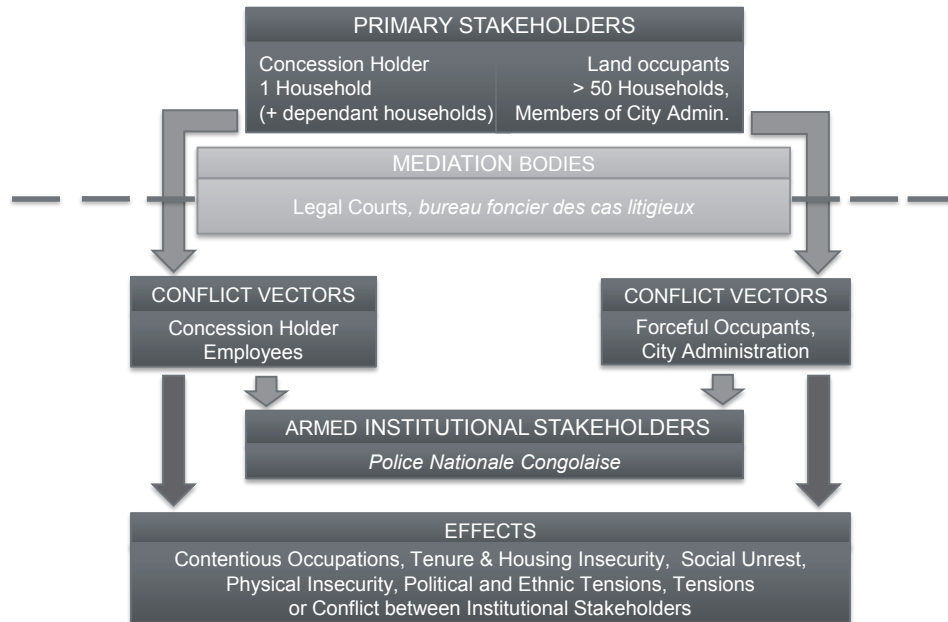 PRIMARY STAKEHOLDERS
Concession Holder
1 Household
(+ dependant households)
Land occupants
> 50 Households,
Members of City Admin.
MEDIATION BODIES
Legal Courts, bureau foncier des cas litigieux
CONFLICT VECTORS
Concession Holder
Employees
CONFLICT VECTORS
Forceful Occupants,
City Administration
ARMED INSTITUTIONAL STAKEHOLDERS
Police Nationale Congolaise
EFFECTS
Contentious Occupations, Tenure & Housing Insecurity, Social Unrest,
Physical Insecurity, Political and Ethnic Tensions, Tensions
or Conflict between Institutional Stakeholders